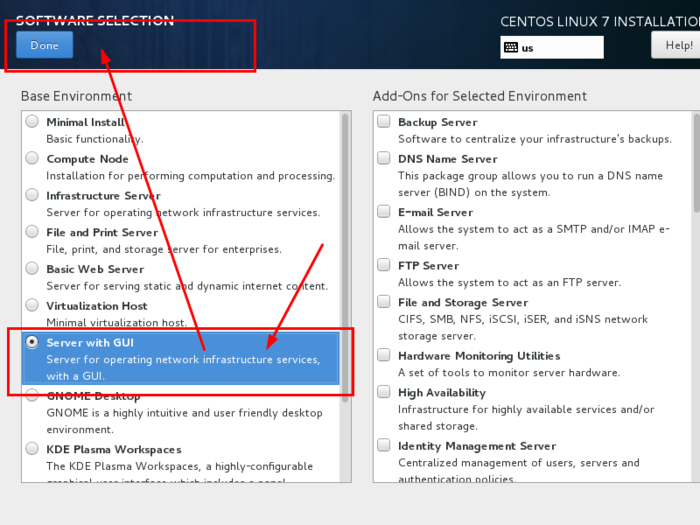 SOFTWARE SELECTION
CENTOS LINUX 7 INSTALLATIO
Done
us
Help!
Base Environment
Minimal Install
Basic functionality.
Compute Node
Installation for performing computation and processing.
Infrastructure Server
Server for operating network infrastructure services.
File and Print Server
File, print, and storage server for enterprises.
Basic Web Server
Server for serving static and dynamic internet content.
Virtualization Host
Minimal virtualization host.
Server with GUI
Server for operating network infrastructure services,
with a GUI.
GNOME Desktop
GNOME is a highly intuitive and user friendly desktop
environment.
KDE Plasma Workspaces
The KDE Plasma Workspaces, a highly-configurable
graphical user interface which includes a panel,
Add-Ons for Selected Environment
Backup Server
Software to centralize your infrastructure's backups.
DNS Name Server
This package group allows you to run a DNS name
server (BIND) on the system.
E-mail Server
Allows the system to act as a SMTP and/or IMAP e-
mail server.
FTP Server
Allows the system to act as an FTP server.
File and Storage Server
CIFS, SMB, NFS, iSCSI, iSER, and iSNS network
storage server.
Hardware Monitoring Utilities
A set of tools to monitor server hardware.
High Availability
Infrastructure for highly available services and/or
shared storage.
Identity Management Server
Centralized management of users, servers and
authentication policies.